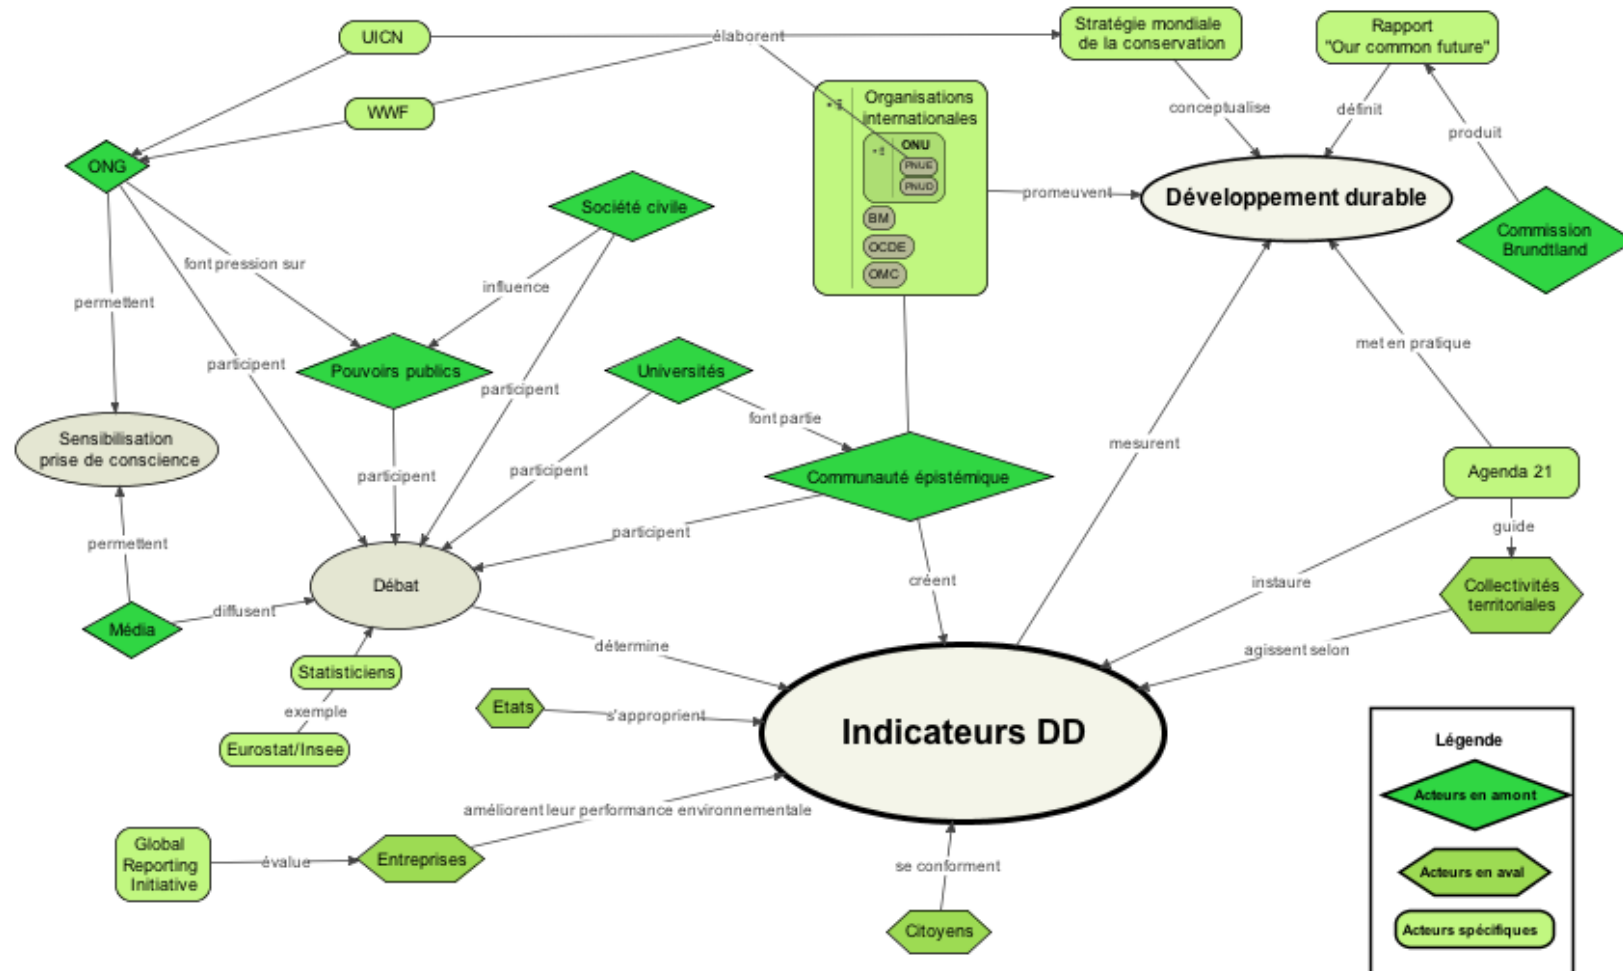 UICN
élaborent
Stratégie mondiale
de la conservation
Rapport
"Our common future"
WWF
Organisations
internationales
ONU
PNUE
PNUD
BM
OCDE
OMC
conceptualise
définit
produit
ONG
Société civile
promeuvent
Développement durable
Commission
Brundtland
font pression sur
influence
permettent
participent
Pouvoirs publics
participent
Universités
font partie
met en pratique
Sensibilisation
prise de conscience
participent
participent
Communauté épistémique
mesurent
Agenda 21
permettent
participent
guide
Débat
créent
instaure
Collectivités
territoriales
Média
diffusent
détermine
agissent selon
Statisticiens
exemple
Eurostat/Insee
Etats
s'approprient
Indicateurs DD
Légende
Acteurs en amont
Acteurs en aval
Acteurs spécifiques
améliorent leur performance environnementale
Global
Reporting
Initiative
évalue
Entreprises
se conforment
Citoyens